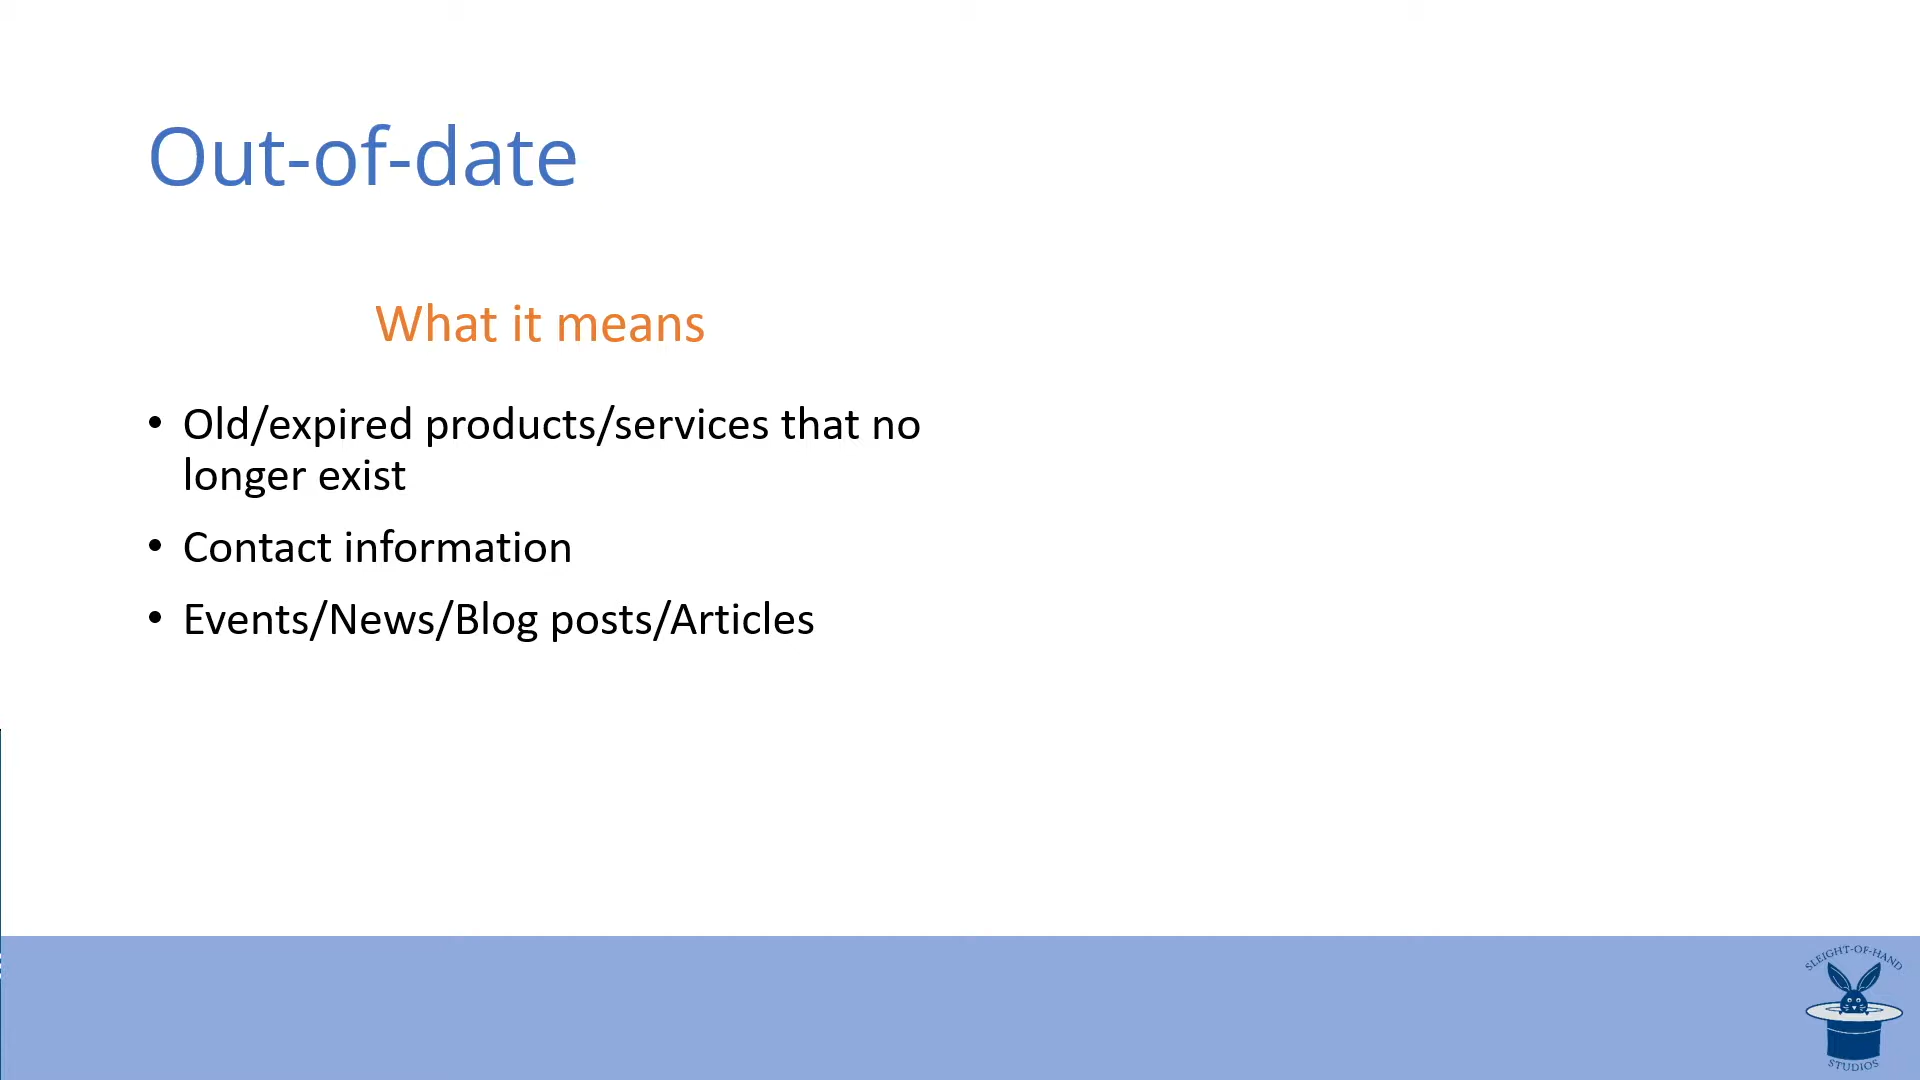 Out-of-date
What it means
• Old/expired products/services that no
longer exist
• Contact information
• Events/News/Blog posts/Articles
SLEIGHT-OF-HAND
STUDIOS